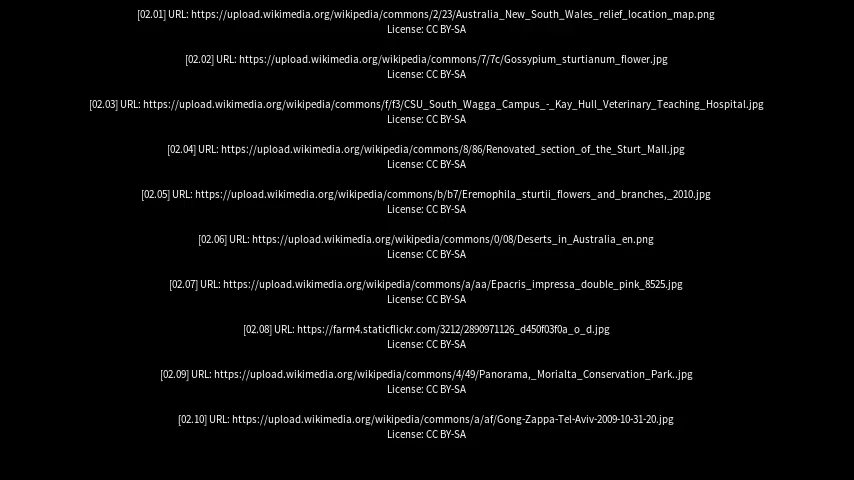 [02.01] URL: https://upload.wikimedia.org/wikipedia/commons/2/23/Australia_New_South_Wales_relief_location_map.png
License: CC BY-SA
[02.02] URL: https://upload.wikimedia.org/wikipedia/commons/7/7c/Gossypium_sturtianum_flower.jpg
License: CC BY-SA
[02.03] URL: https://upload.wikimedia.org/wikipedia/commons/f/f3/CSU_South_Wagga_Campus_-_Kay_Hull_Veterinary_Teaching_Hospital.jpg
License: CC BY-SA
[02.04] URL: https://upload.wikimedia.org/wikipedia/commons/8/86/Renovated_section_of_the_Sturt_Mall.jpg
License: CC BY-SA
[02.05] URL: https://upload.wikimedia.org/wikipedia/commons/b/b7/Eremophila_sturtii_flowers_and_branches,_2010.jpg
License: CC BY-SA
[02.06] URL: https://upload.wikimedia.org/wikipedia/commons/0/08/Deserts_in_Australia_en.png
License: CC BY-SA
[02.07] URL: https://upload.wikimedia.org/wikipedia/commons/a/aa/Epacris_impressa_double_pink_8525.jpg
License: CC BY-SA
[02.08] URL: https://farm4.staticflickr.com/3212/2890971126_d450f03f0a_o_d.jpg
License: CC BY-SA
[02.09] URL: https://upload.wikimedia.org/wikipedia/commons/4/49/Panorama,_Morialta_Conservation_Park..jpg
License: CC BY-SA
[02.10] URL: https://upload.wikimedia.org/wikipedia/commons/a/af/Gong-Zappa-Tel-Aviv-2009-10-31-20.jpg
License: CC BY-SA